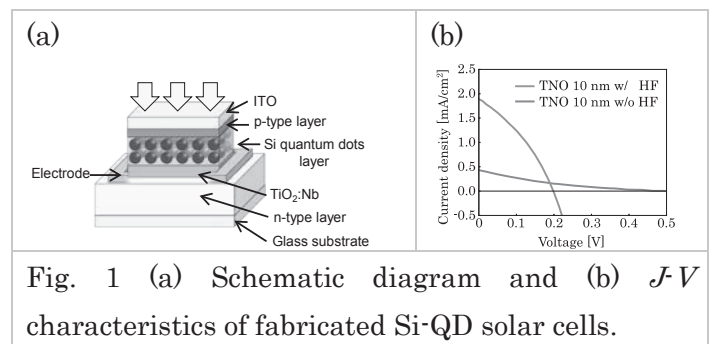 (a)
ITO
p-type layer
Si quantum dots
layer
Electrode
TiO₂:Nb
n-type layer
Glass substrate
(b)
2.5
2.0
1.5
1.0
0.5
0.0
-0.5
Current density [mA/cm²]
TNO 10 nm w/ HF
TNO 10 nm w/o HF
0
0.1
0.2
0.3
0.4
0.5
Voltage [V]
Fig. 1 (a) Schematic diagram and (b) J-V
characteristics of fabricated Si-QD solar cells.